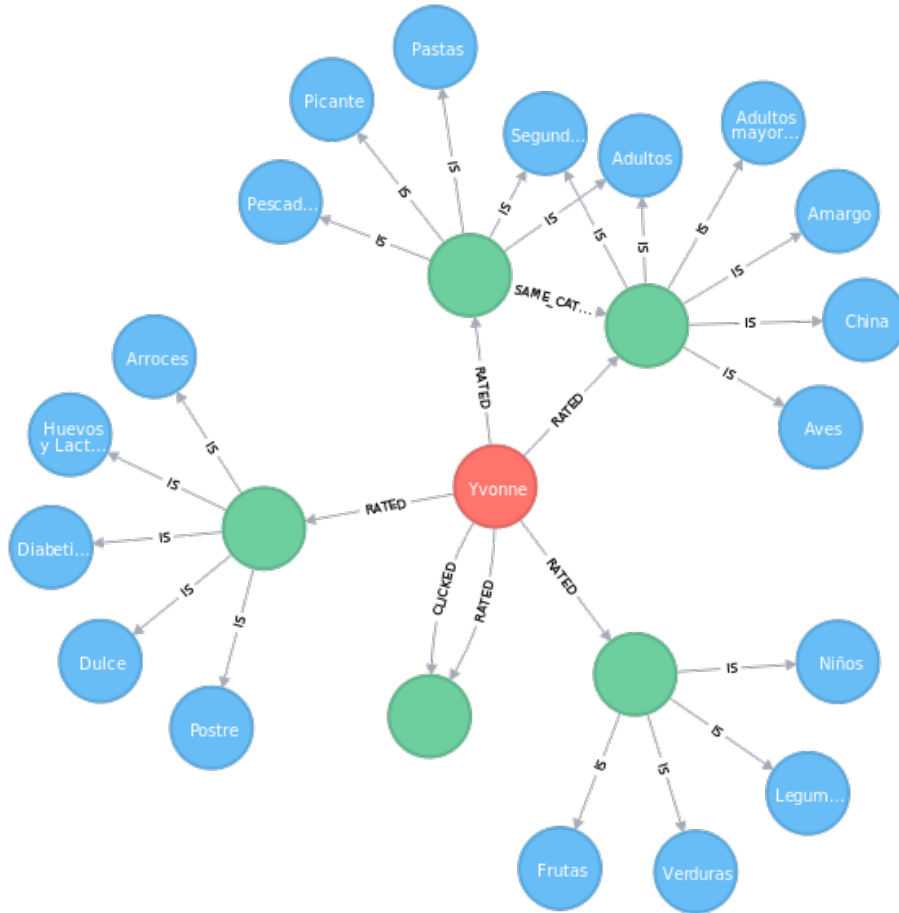 Pastas
Picante
Segund...
Adultos
Adultos
mayor...
Pescad...
Amargo
China
Aves
IS
IS
IS
IS
IS
IS
IS
IS
IS
IS
IS
SAME_CAT...
RATED
RATED
Arroces
Huevos
y Lact...
Diabeti...
Dulce
Postre
IS
IS
IS
IS
IS
RATED
Yvonne
CLICKED
RATED
RATED
Niños
Legum...
Verduras
Frutas
IS
IS
IS
IS